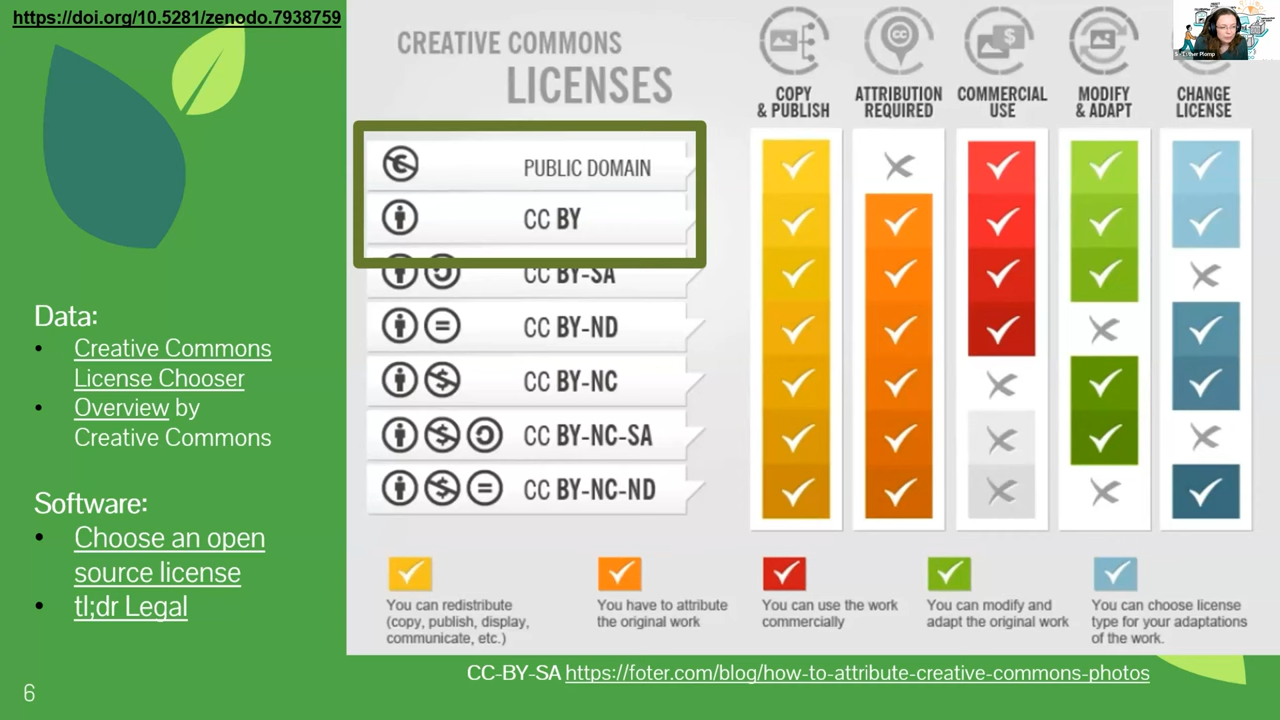 https://doi.org/10.5281/zenodo.7938759
Data:
• Creative Commons
License Chooser
• Overview by
Creative Commons
Software:
• Choose an open
source license
• tl;dr Legal
6
CREATIVE COMMONS
LICENSES
COPY
& PUBLISH
ATTRIBUTION
REQUIRED
COMMERCIAL
USE
MODIFY
& ADAPT
CHANGE
LICENSE
PUBLIC DOMAIN
CC BY
CC BY-SA
CC BY-ND
CC BY-NC
CC BY-NC-SA
CC BY-NC-ND
You can redistribute
(copy, publish, display,
communicate, etc.)
You have to attribute
the original work
You can use the work
commercially
You can modify and
adapt the original work
You can choose license
type for your adaptations
of the work.
CC-BY-SA https://foter.com/blog/how-to-attribute-creative-commons-photos
Esther Plomp